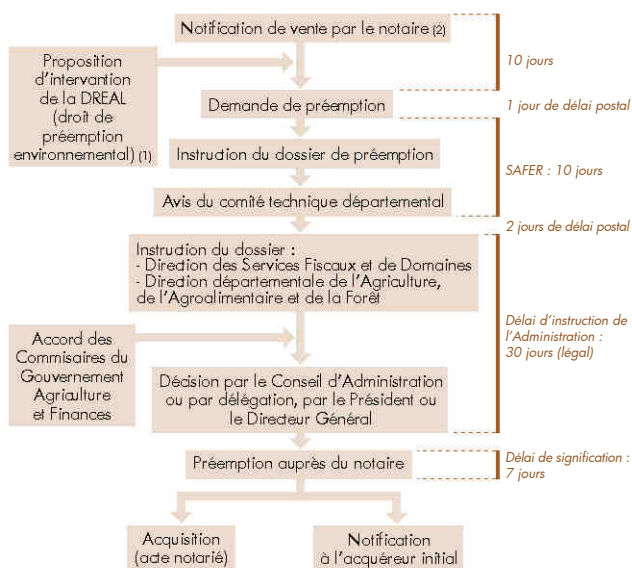 Notification de vente par le notaire (2)
10 jours
Proposition
d'intervantion
de la DREAL
(droit de
préemption
environnemental) (1)
Demande de préemption
1 jour de délai postal
Instruction du dossier de préemption
SAFER : 10 jours
Avis du comité technique départemental
2 jours de délai postal
Instruction du dossier :
- Direction des Services Fiscaux et de Domaines
- Direction départementale de l'Agriculture,
de l'Agroalimentaire et de la Forêt
Délai d'instruction de
l'Administration :
30 jours (légal)
Accord des
Commisaires du
Gouvernement
Agriculture
et Finances
Décision par le Conseil d'Administration
ou par délégation, par le Président ou
le Directeur Général
Préemption auprès du notaire
Délai de signification :
7 jours
Acquisition
(acte notarié)
Notification
à l'acquéreur initial